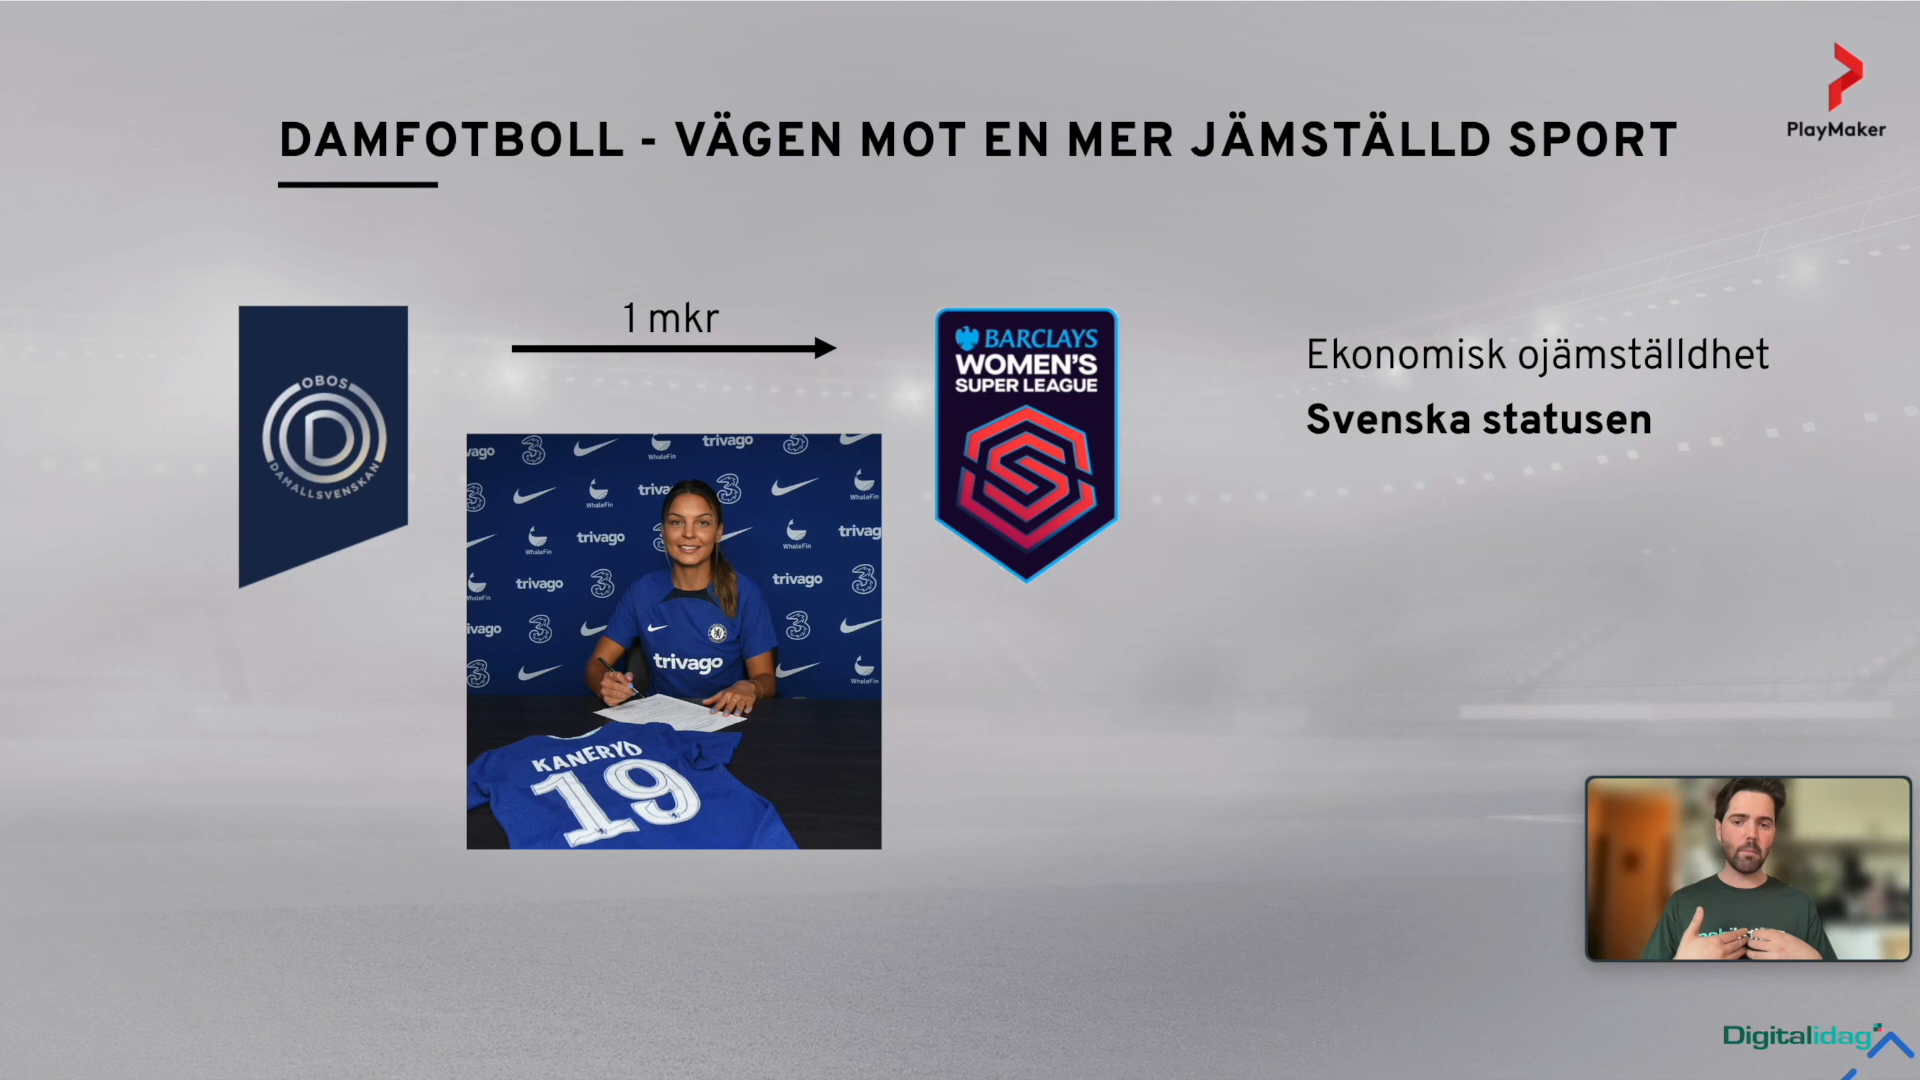 PlayMaker
DAMFOTBOLL - VÄGEN MOT EN MER JÄMSTÄLLD SPORT
1 mkr
OBOS
DAMALLSVENSKAN
BARCLAYS
WOMEN'S
SUPER LEAGUE
Ekonomisk ojämställdhet
Svenska statusen
trivago
WhaleFin
trivago
trivago
trivago
trivago
trivago
KANERYD
19
Digitalidag